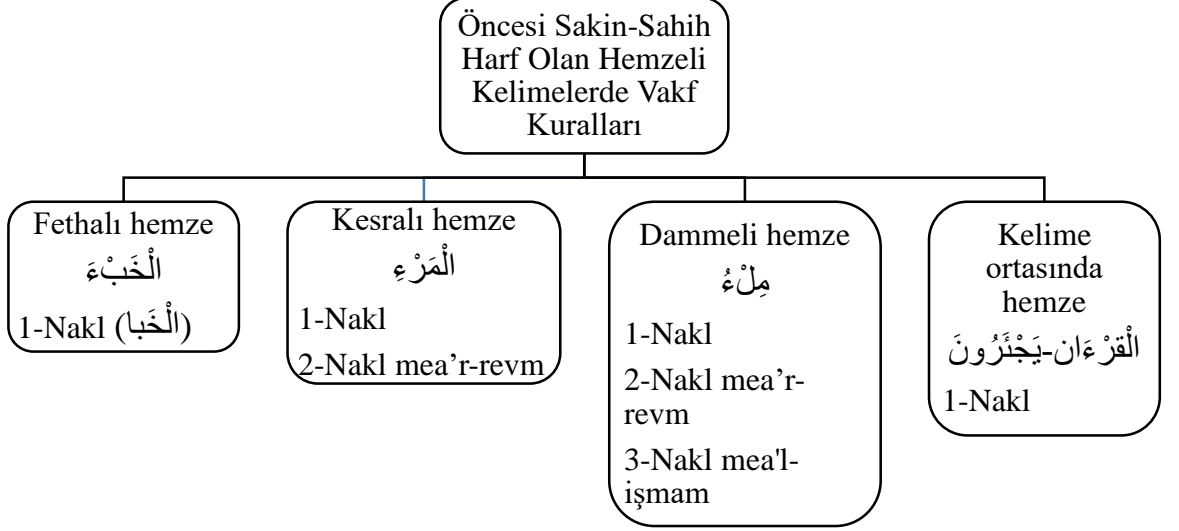 Öncesi Sakin-Sahih
Harf Olan Hemzeli
Kelimelerde Vakf
Kuralları
Fethalı hemze
الْخَبْءَ
1-Nakl (الْخَبا)
Kesralı hemze
الْمَرْءِ
1-Nakl
2-Nakl mea’r-revm
Dammeli hemze
مِلْءُ
1-Nakl
2-Nakl mea’r-
revm
3-Nakl mea'l-
işmam
Kelime
ortasında
hemze
الْقرْءَان-يَجْئَرُونَ
1-Nakl